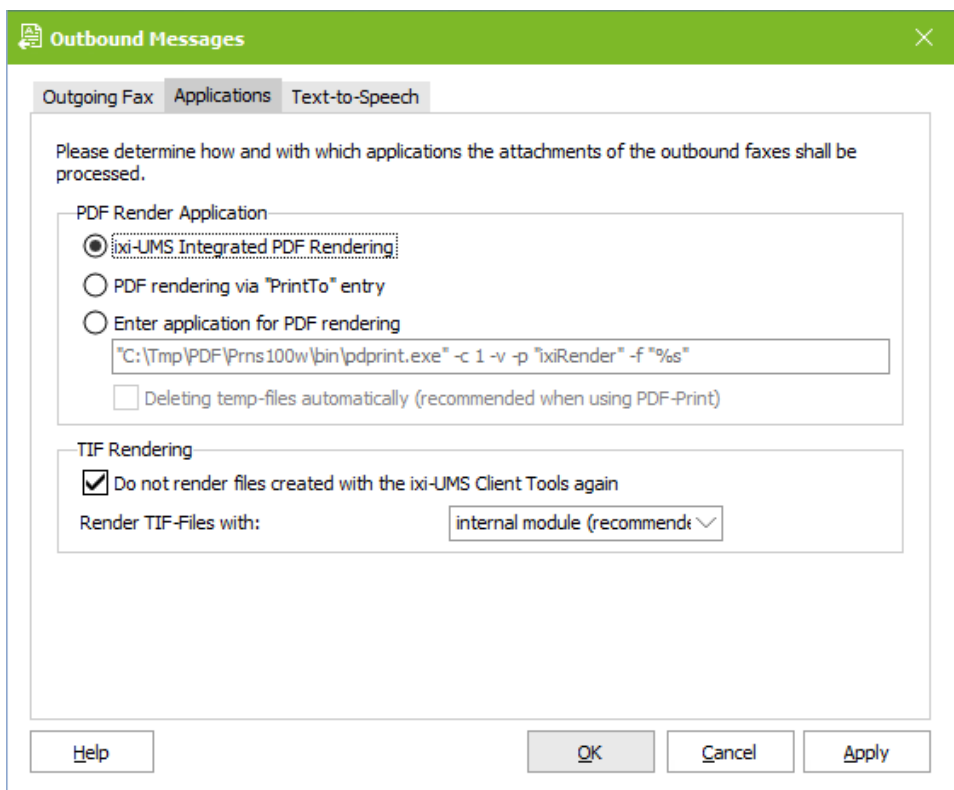 Outbound Messages
Outgoing Fax Applications Text-to-Speech
Please determine how and with which applications the attachments of the outbound faxes shall be
processed.
PDF Render Application
ixi-UMS Integrated PDF Rendering
PDF rendering via "PrintTo" entry
Enter application for PDF rendering
"C:\Tmp\PDF\Prns100w\bin\pdprint.exe" -c 1 -v -p "ixiRender" -f "%s"
Deleting temp-files automatically (recommended when using PDF-Print)
TIF Rendering
Do not render files created with the ixi-UMS Client Tools again
Render TIF-Files with: internal module (recommende
Help OK Cancel Apply